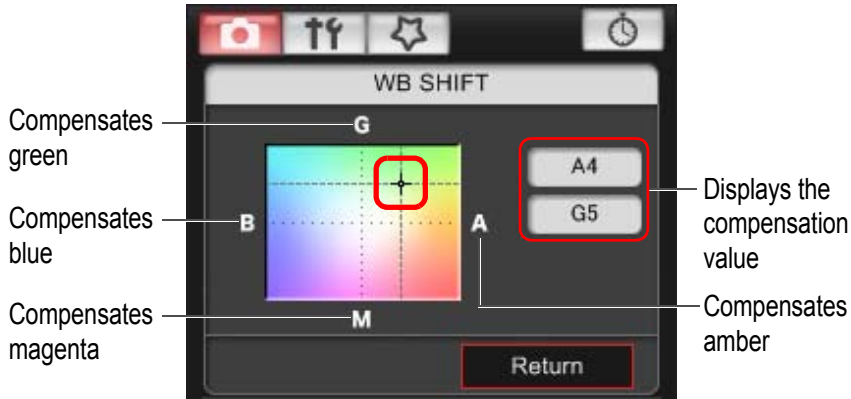 WB SHIFT
Compensates
green
G
A4
Compensates
blue
B
A
G5
Displays the
compensation
value
Compensates
magenta
M
Compensates
amber
Return